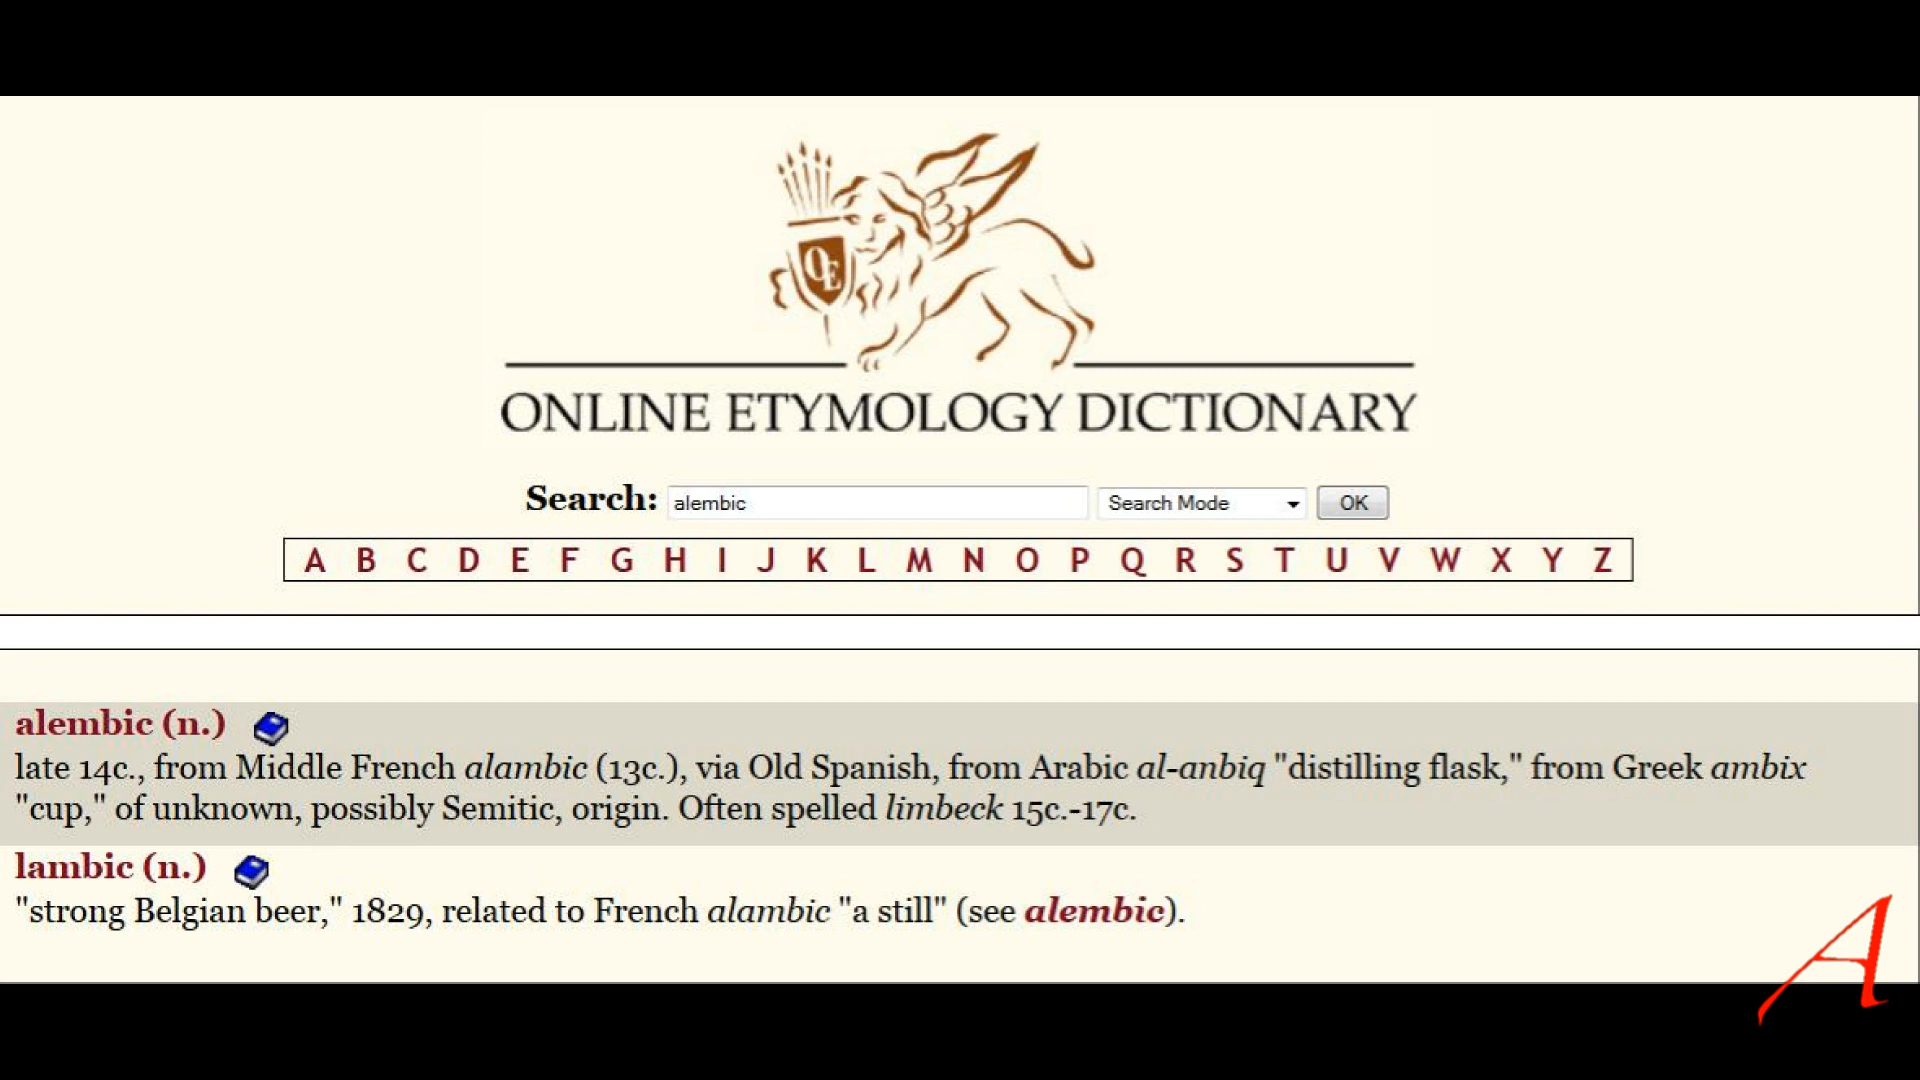 OE
ONLINE ETYMOLOGY DICTIONARY
Search: alembic Search Mode OK
A B C D E F G H I J K L M N O P Q R S T U V W X Y Z
alembic (n.)
late 14c., from Middle French alambic (13c.), via Old Spanish, from Arabic al-anbiq "distilling flask," from Greek ambix
"cup," of unknown, possibly Semitic, origin. Often spelled limbeck 15c.-17c.
lambic (n.)
"strong Belgian beer," 1829, related to French alambic "a still" (see alembic).
A